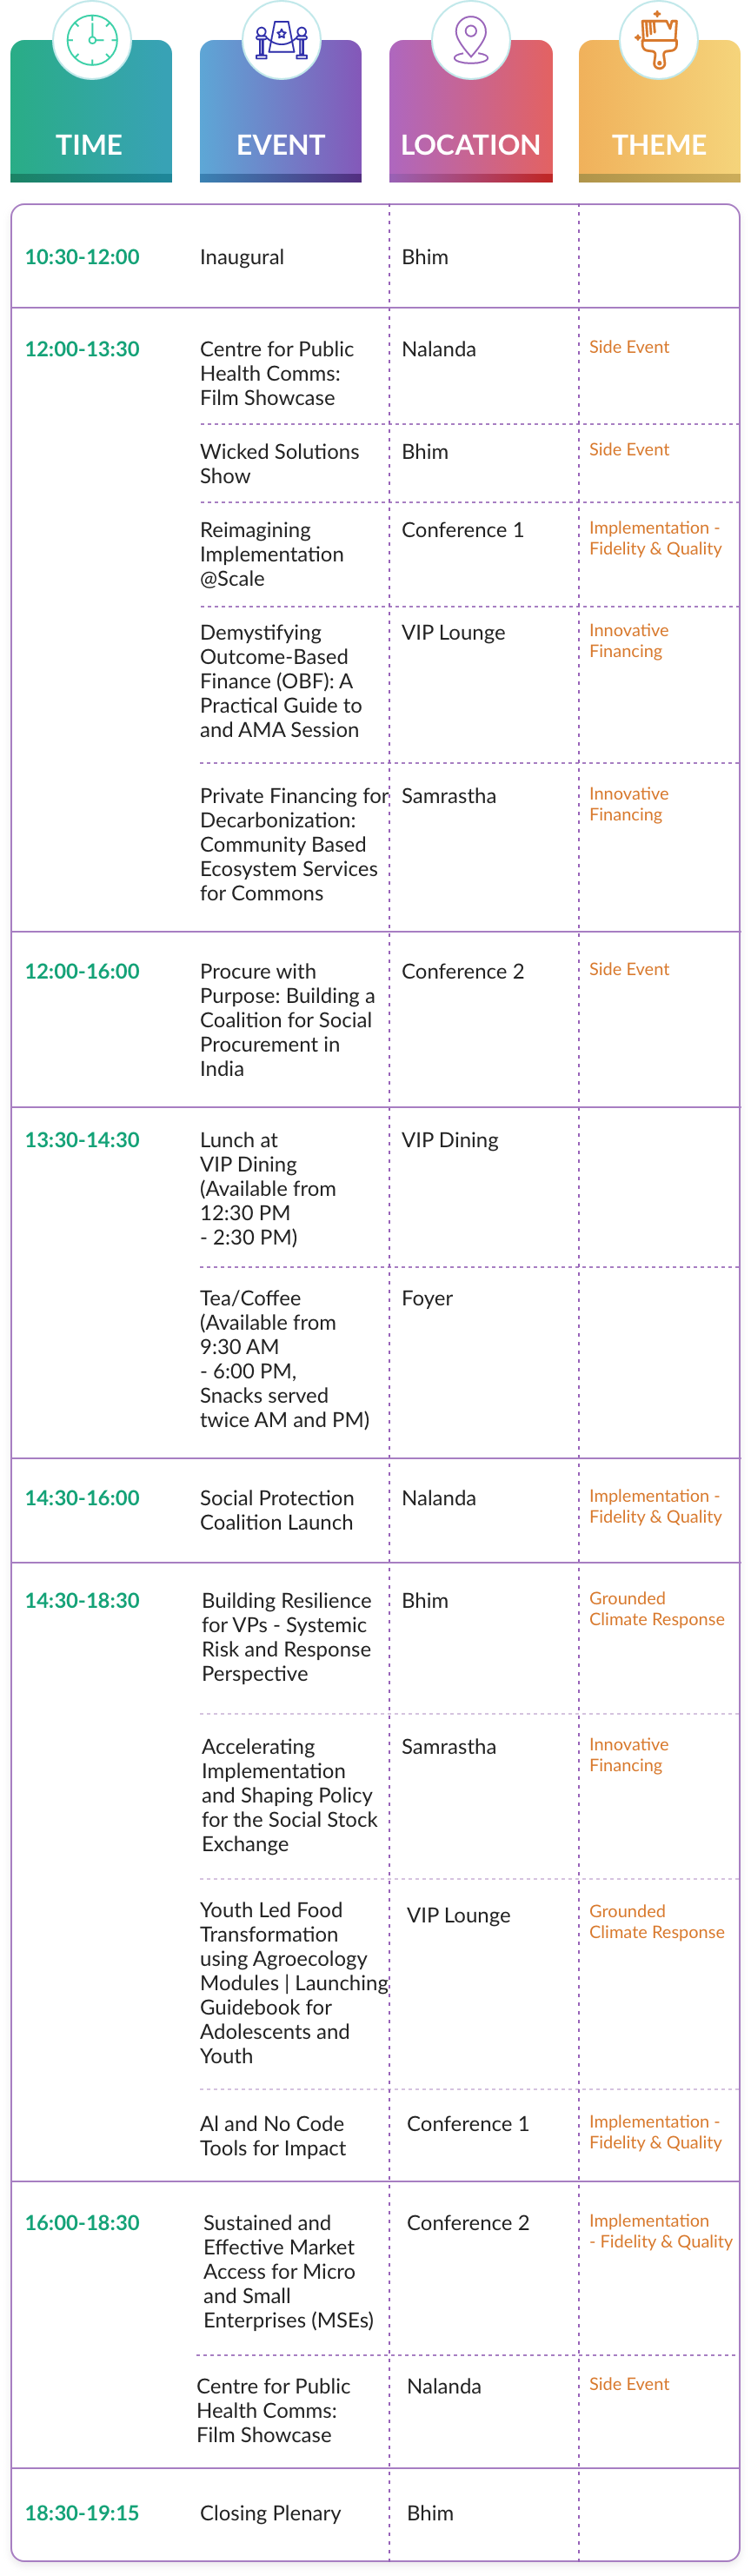 TIME
EVENT
LOCATION
THEME
10:30-12:00
Inaugural
Bhim
12:00-13:30
Centre for Public
Health Comms:
Film Showcase
Nalanda
Side Event
Wicked Solutions
Show
Bhim
Side Event
Reimagining
Implementation
@Scale
Conference 1
Implementation -
Fidelity & Quality
Demystifying
Outcome-Based
Finance (OBF): A
Practical Guide to
and AMA Session
VIP Lounge
Innovative
Financing
Private Financing for
Decarbonization:
Community Based
Ecosystem Services
for Commons
Samrastha
Innovative
Financing
12:00-16:00
Procure with
Purpose: Building a
Coalition for Social
Procurement in
India
Conference 2
Side Event
13:30-14:30
Lunch at
VIP Dining
(Available from
12:30 PM
- 2:30 PM)
VIP Dining
Tea/Coffee
(Available from
9:30 AM
- 6:00 PM,
Snacks served
twice AM and PM)
Foyer
14:30-16:00
Social Protection
Coalition Launch
Nalanda
Implementation -
Fidelity & Quality
14:30-18:30
Building Resilience
for VPs - Systemic
Risk and Response
Perspective
Bhim
Grounded
Climate Response
Accelerating
Implementation
and Shaping Policy
for the Social Stock
Exchange
Samrastha
Innovative
Financing
Youth Led Food
Transformation
using Agroecology
Modules | Launching
Guidebook for
Adolescents and
Youth
VIP Lounge
Grounded
Climate Response
AI and No Code
Tools for Impact
Conference 1
Implementation -
Fidelity & Quality
16:00-18:30
Sustained and
Effective Market
Access for Micro
and Small
Enterprises (MSEs)
Conference 2
Implementation
- Fidelity & Quality
Centre for Public
Health Comms:
Film Showcase
Nalanda
Side Event
18:30-19:15
Closing Plenary
Bhim